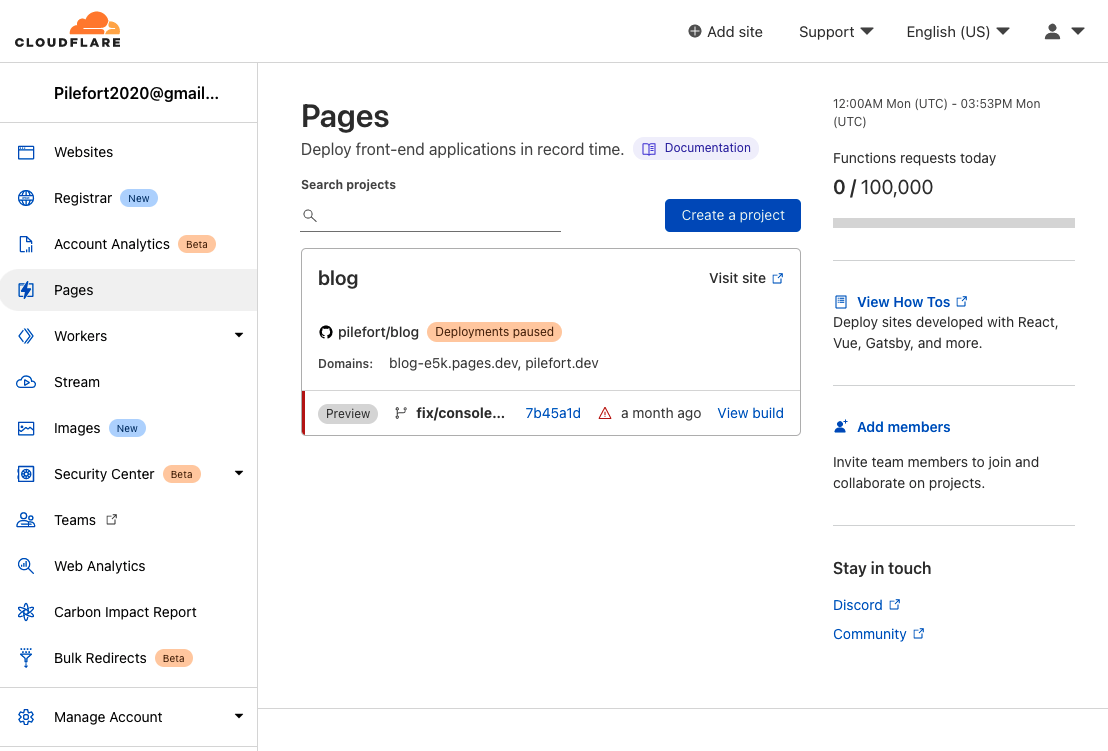 CLOUDFLARE
Add site
Support
English (US)
Pilefort2020@gmail...
Websites
Registrar New
Account Analytics Beta
Pages
Workers
Stream
Images New
Security Center Beta
Teams
Web Analytics
Carbon Impact Report
Bulk Redirects Beta
Manage Account
Pages
Deploy front-end applications in record time. Documentation
Search projects
Create a project
blog
Visit site
pilefort/blog Deployments paused
Domains: blog-e5k.pages.dev, pilefort.dev
Preview fix/console... 7b45a1d a month ago View build
12:00AM Mon (UTC) - 03:53PM Mon
(UTC)
Functions requests today
0 / 100,000
View How Tos
Deploy sites developed with React,
Vue, Gatsby, and more.
Add members
Invite team members to join and
collaborate on projects.
Stay in touch
Discord
Community